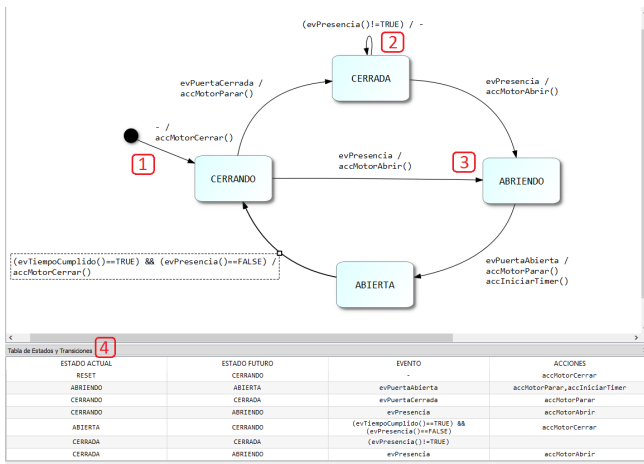 (evPresencia()!=TRUE) / -
2
CERRADA
evPuertaCerrada /
accMotorParar()
evPresencia /
accMotorAbrir()
- /
accMotorCerrar()
1
evPresencia /
accMotorAbrir()
3
CERRANDO
ABRIENDO
(evTiempoCumplido()==TRUE) && (evPresencia()==FALSE) /
accMotorCerrar()
evPuertaAbierta /
accMotorParar()
accIniciarTimer()
ABIERTA
Tabla de Estados y Transiciones 4
ESTADO ACTUAL ESTADO FUTURO EVENTO ACCIONES
RESET CERRANDO - accMotorCerrar
ABRIENDO ABIERTA evPuertaAbierta accMotorParar,accIniciarTimer
CERRANDO CERRADA evPuertaCerrada accMotorParar
CERRANDO ABRIENDO evPresencia accMotorAbrir
ABIERTA CERRANDO (evTiempoCumplido()==TRUE) && accMotorCerrar
(evPresencia()==FALSE)
CERRADA CERRADA (evPresencia()!=TRUE)
CERRADA ABRIENDO evPresencia accMotorAbrir